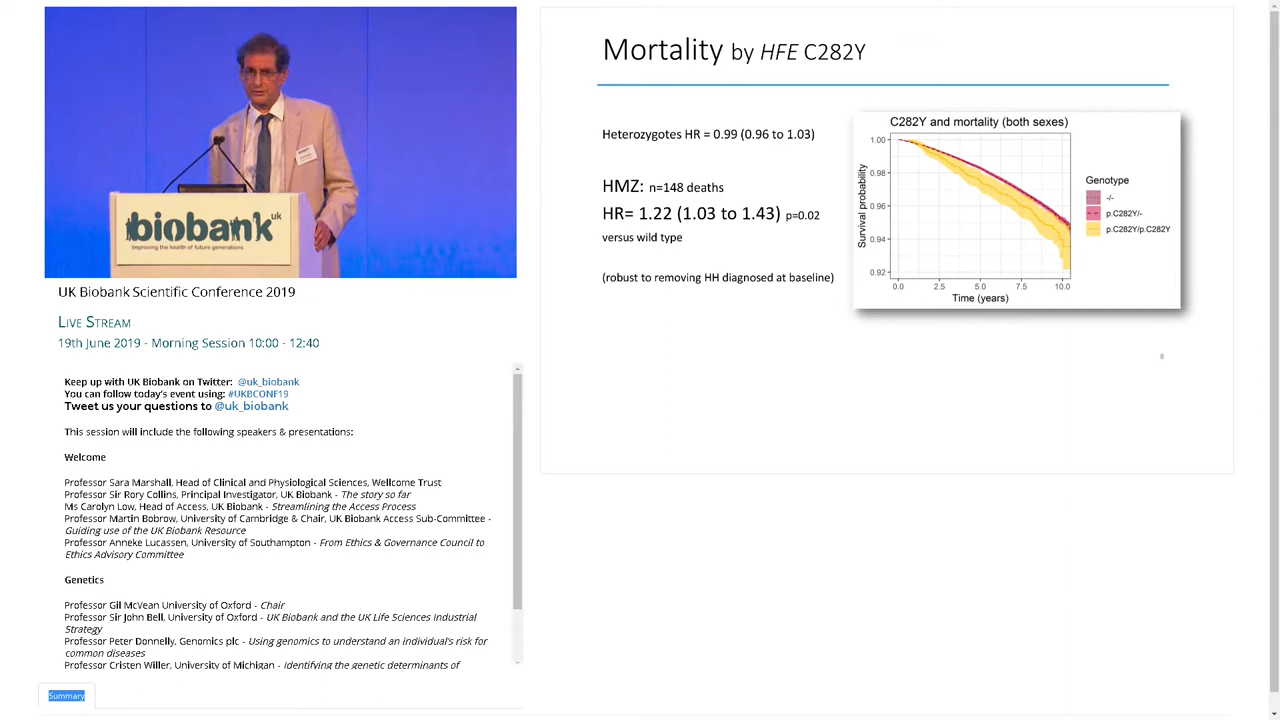 biobank uk
Improving the health of future generations
UK Biobank Scientific Conference 2019
Live Stream
19th June 2019 - Morning Session 10:00 - 12:40
Keep up with UK Biobank on Twitter: @uk_biobank
You can follow today's event using: #UKBCONF19
Tweet us your questions to @uk_biobank
This session will include the following speakers & presentations:
Welcome
Professor Sara Marshall, Head of Clinical and Physiological Sciences, Welcome Trust
Professor Sir Rory Collins, Principal Investigator, UK Biobank - The story so far
Ms Carolyn Low, Head of Access, UK Biobank - Streamlining the Access Process
Professor Martin Bobrow, University of Cambridge & Chair, UK Biobank Access Sub-Committee -
Guiding use of the UK Biobank Resource
Professor Anneke Lucassen, University of Southampton - From Ethics & Governance Council to
Ethics Advisory Committee
Genetics
Professor Gil McVean University of Oxford - Chair
Professor Sir John Bell, University of Oxford - UK Biobank and the UK Life Sciences Industrial
Strategy
Professor Peter Donnelly, Genomics plc - Using genomics to understand an individual's risk for
common diseases
Professor Cristen Willer, University of Michigan - Identifying the genetic determinants of
Summary
Mortality by HFE C282Y
Heterozygotes HR = 0.99 (0.96 to 1.03)
HMZ: n=148 deaths
HR= 1.22 (1.03 to 1.43) p=0.02
versus wild type
(robust to removing HH diagnosed at baseline)
C282Y and mortality (both sexes)
Survival probability
1.00
0.98
0.96
0.94
0.92
0.0 2.5 5.0 7.5 10.0
Time (years)
Genotype
-/-
p.C282Y/-
p.C282Y/p.C282Y
8